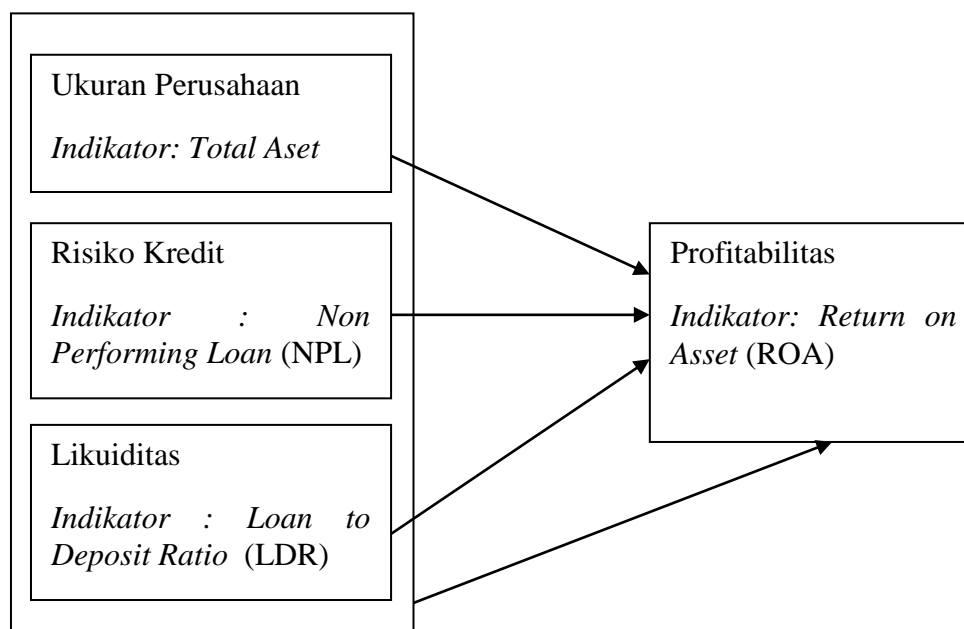 Ukuran Perusahaan
Indikator: Total Aset
Risiko Kredit
Indikator : Non
Performing Loan (NPL)
Likuiditas
Indikator : Loan to
Deposit Ratio (LDR)
Profitabilitas
Indikator: Return on
Asset (ROA)